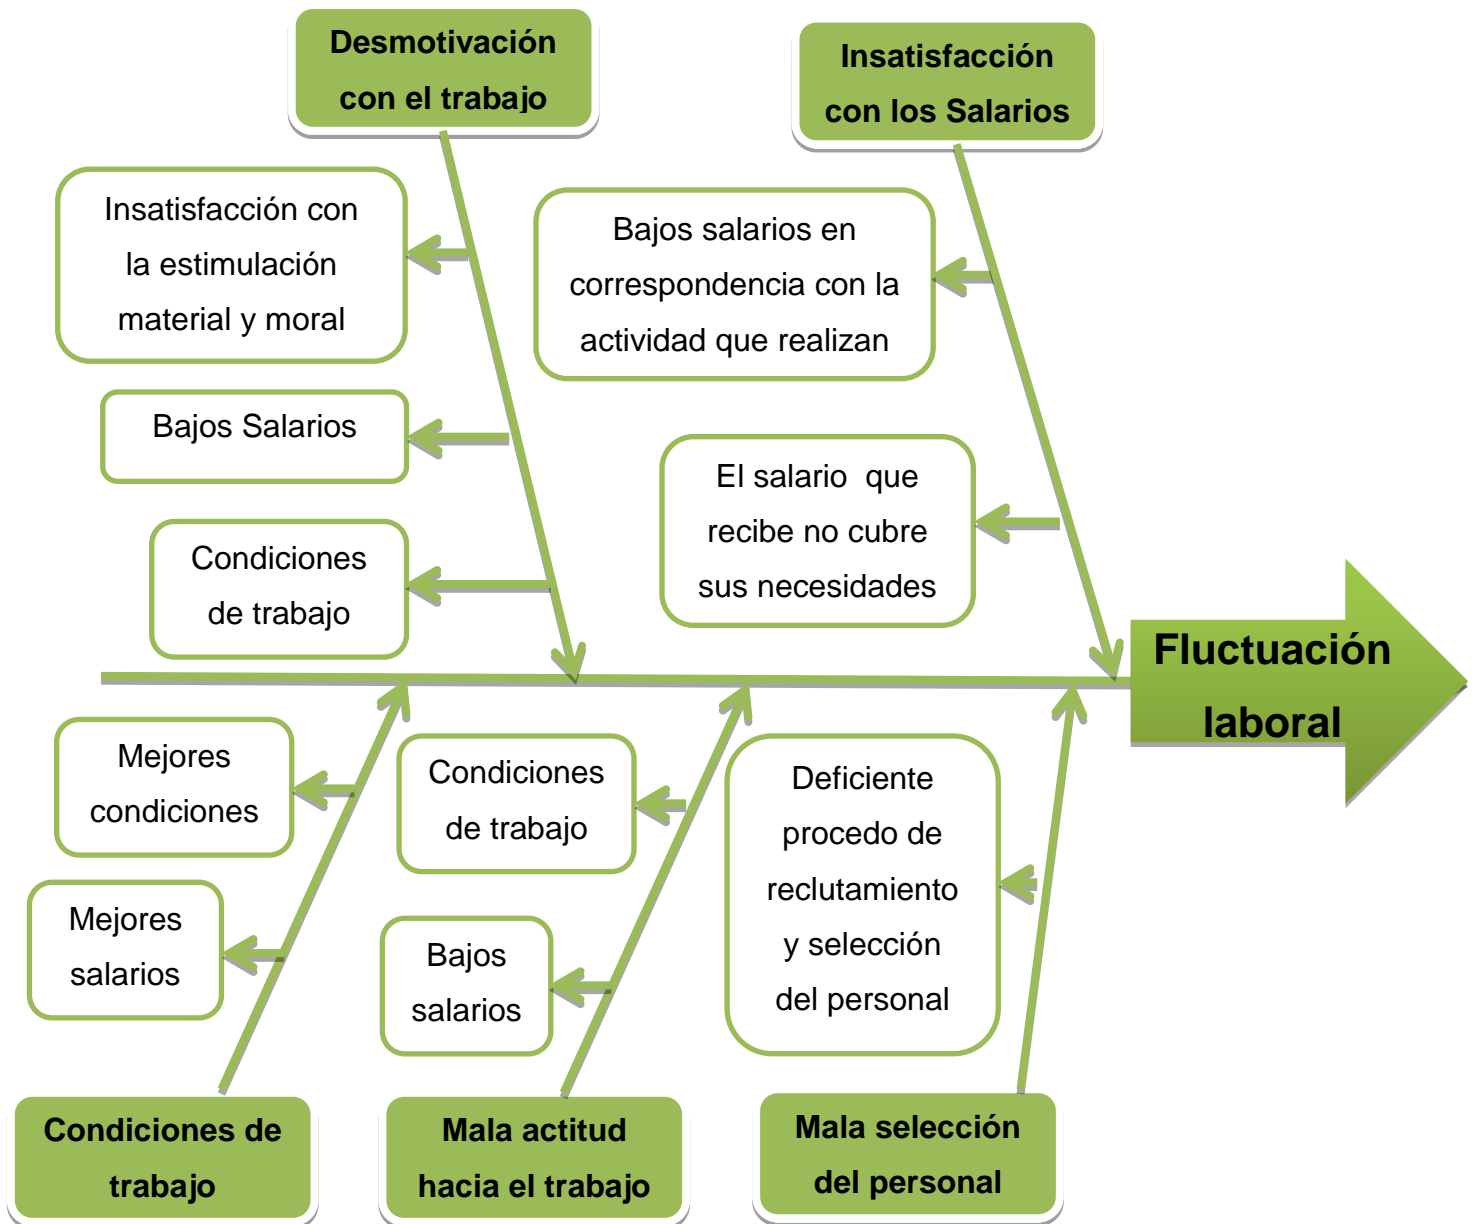 Desmotivación
con el trabajo
Insatisfacción
con los Salarios
Insatisfacción con
la estimulación
material y moral
Bajos salarios en
correspondencia con la
actividad que realizan
Bajos Salarios
El salario  que
recibe no cubre
sus necesidades
Condiciones
de trabajo
Fluctuación
laboral
Mejores
condiciones
Condiciones
de trabajo
Deficiente
procedo de
reclutamiento
y selección
del personal
Mejores
salarios
Bajos
salarios
Condiciones de
trabajo
Mala actitud
hacia el trabajo
Mala selección
del personal